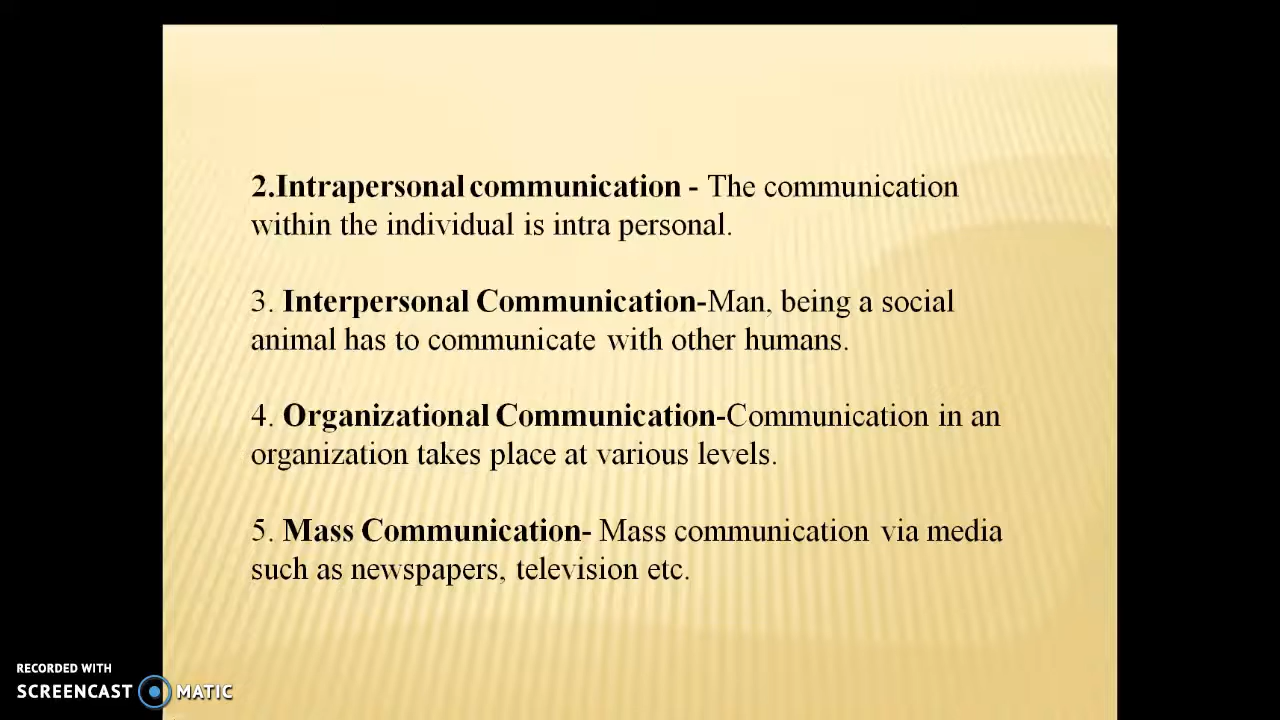 2.Intrapersonal communication - The communication
within the individual is intra personal.
3. Interpersonal Communication-Man, being a social
animal has to communicate with other humans.
4. Organizational Communication-Communication in an
organization takes place at various levels.
5. Mass Communication- Mass communication via media
such as newspapers, television etc.
RECORDED WITH
SCREENCAST MATIC